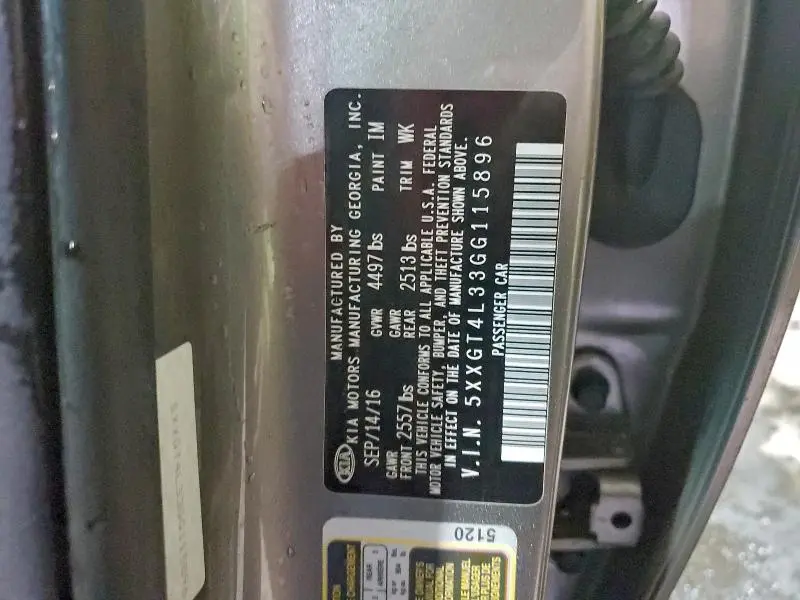 MANUFACTURED BY
KIA KIA MOTORS MANUFACTURING GEORGIA, INC.
SEP/14/16 GVWR 4497 lbs PAINT IM
GAWR FRONT 2557 lbs GAWR REAR 2513 lbs TRIM WK
THIS VEHICLE CONFORMS TO ALL APPLICABLE U.S.A. FEDERAL
MOTOR VEHICLE SAFETY, BUMPER, AND THEFT PREVENTION STANDARDS
IN EFFECT ON THE DATE OF MANUFACTURE SHOWN ABOVE.
V.I.N. 5XXGT4L33GG115896
PASSENGER CAR
5120
REAR